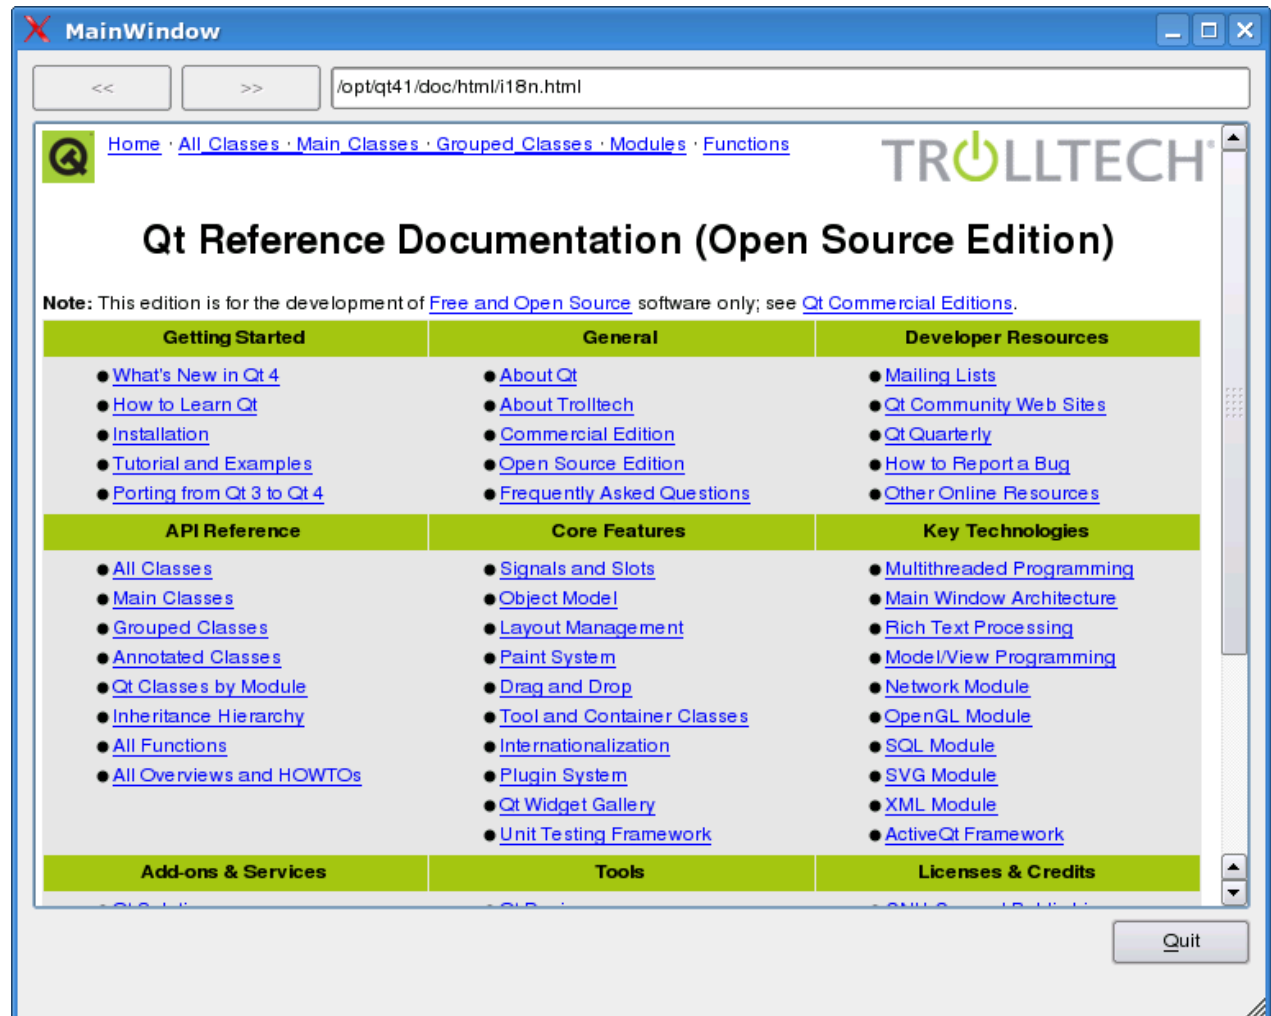 MainWindow
<< >> /opt/qt41/doc/html/i18n.html
Home · All Classes · Main Classes · Grouped Classes · Modules · Functions
TROLLTECH®
Qt Reference Documentation (Open Source Edition)
Note: This edition is for the development of Free and Open Source software only; see Qt Commercial Editions.
Getting Started General Developer Resources
What's New in Qt 4 About Qt Mailing Lists
How to Learn Qt About Trolltech Qt Community Web Sites
Installation Commercial Edition Qt Quarterly
Tutorial and Examples Open Source Edition How to Report a Bug
Porting from Qt 3 to Qt 4 Frequently Asked Questions Other Online Resources
API Reference Core Features Key Technologies
All Classes Signals and Slots Multithreaded Programming
Main Classes Object Model Main Window Architecture
Grouped Classes Layout Management Rich Text Processing
Annotated Classes Paint System Model/View Programming
Qt Classes by Module Drag and Drop Network Module
Inheritance Hierarchy Tool and Container Classes OpenGL Module
All Functions Internationalization SQL Module
All Overviews and HOWTOs Plugin System SVG Module
Qt Widget Gallery XML Module
Unit Testing Framework ActiveQt Framework
Add-ons & Services Tools Licenses & Credits
Quit